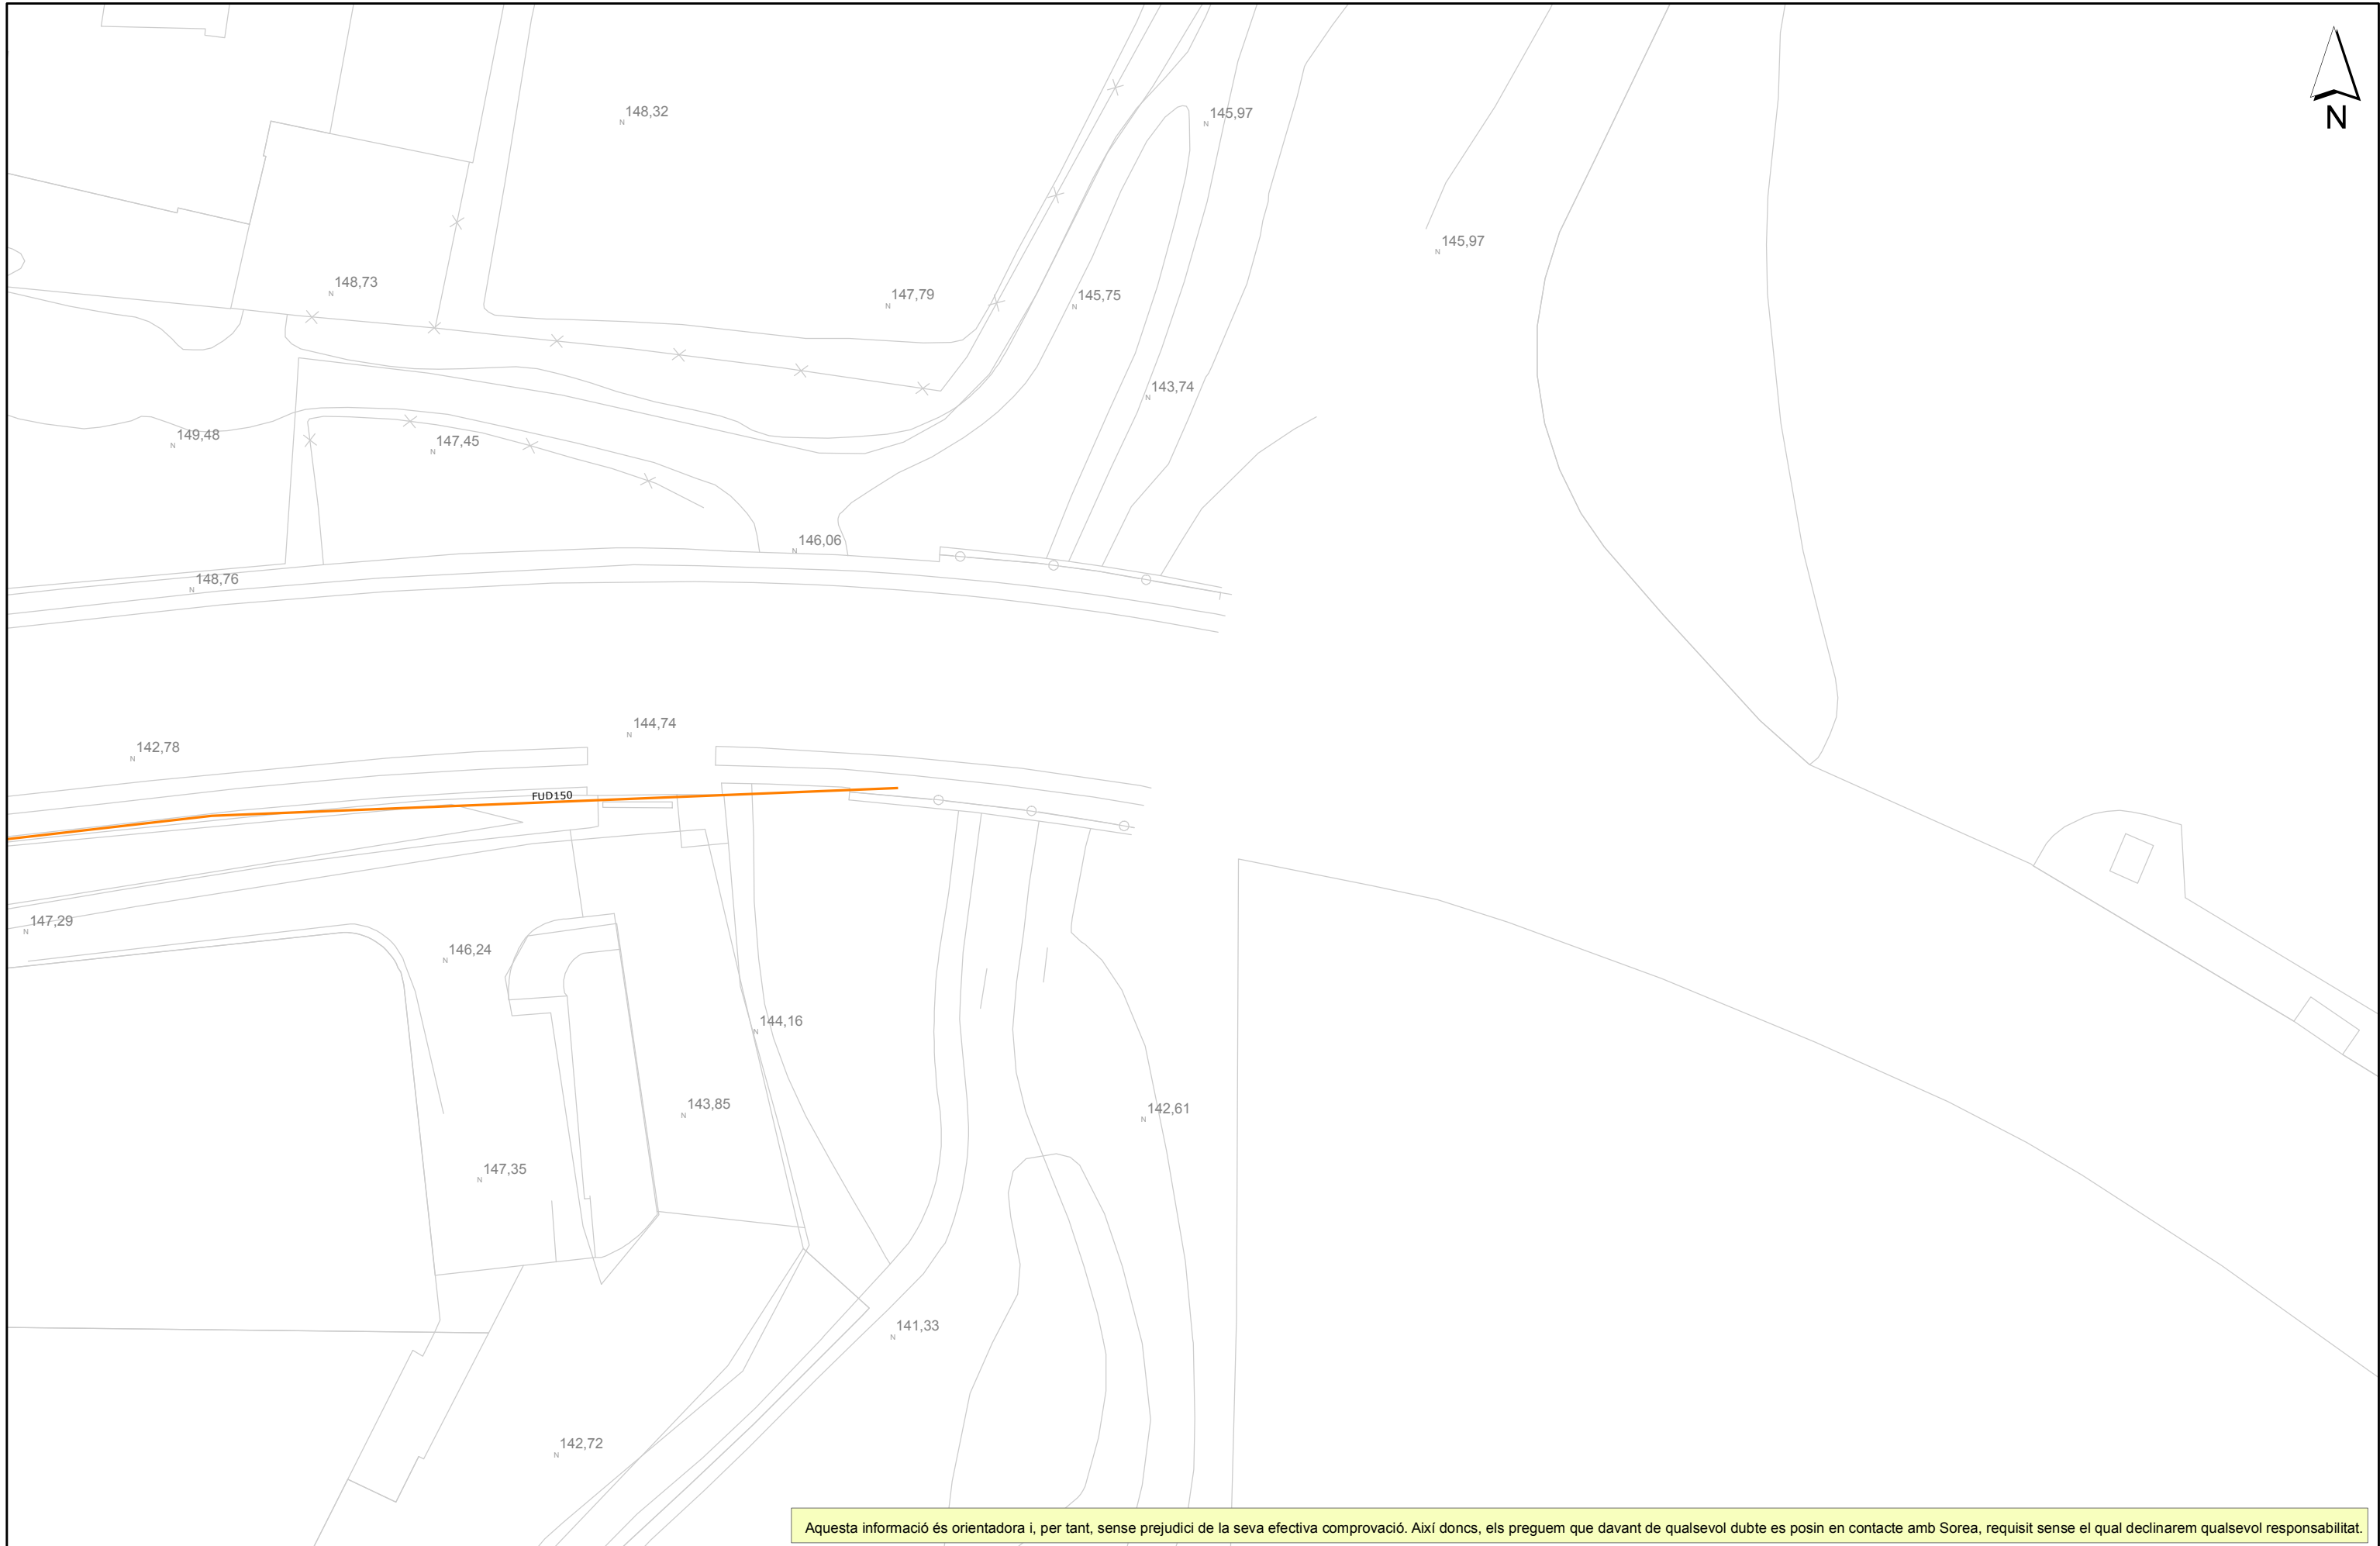 N
148,32
N
145,97
N
145,97
N
148,73
N
147,79
N
145,75
N
143,74
N
149,48
N
147,45
N
146,06
N
148,76
N
144,74
N
142,78
N
FUD150
147,29
N
146,24
N
144,16
N
143,85
N
142,61
N
147,35
N
141,33
N
142,72
N
Aquesta informació és orientadora i, per tant, sense prejudici de la seva efectiva comprovació. Així doncs, els preguem que davant de qualsevol dubte es posin en contacte amb Sorea, requisit sense el qual declinarem qualsevol responsabilitat.